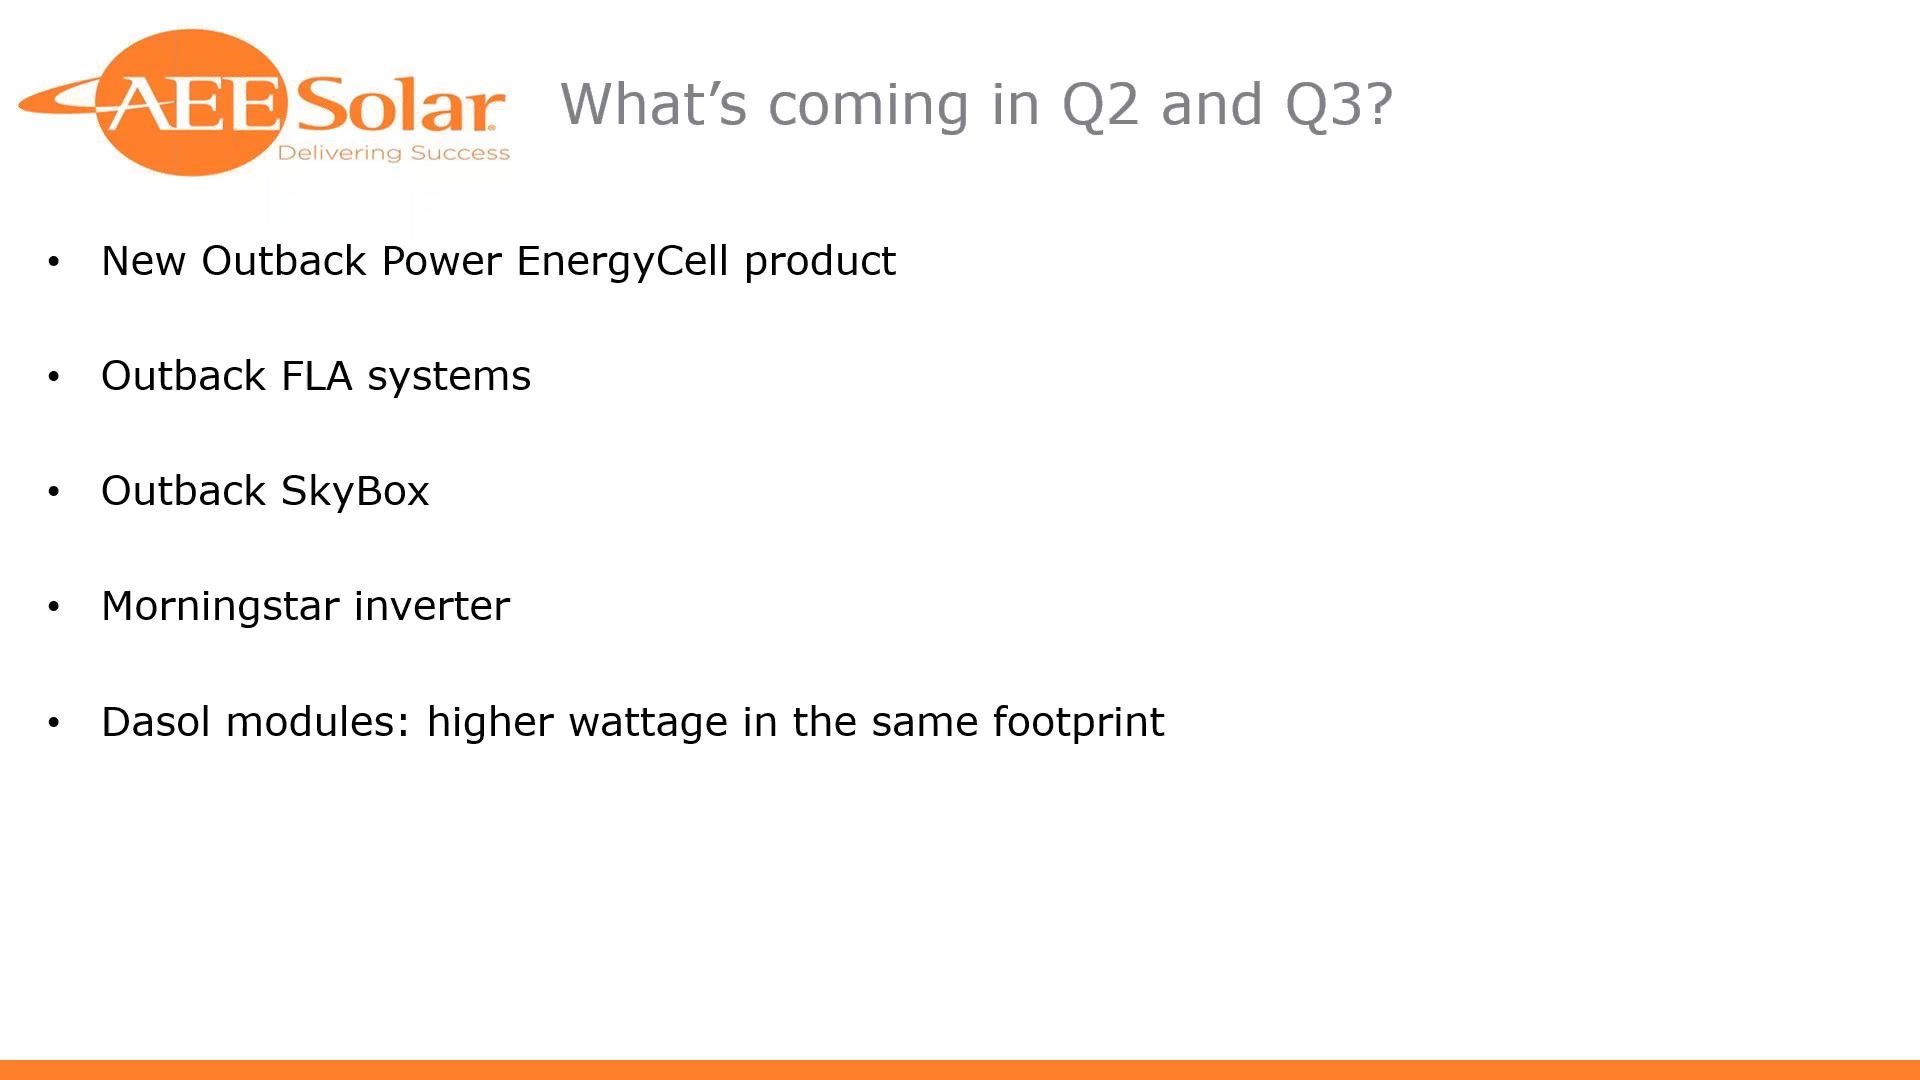 AEE Solar®
Delivering Success
What’s coming in Q2 and Q3?
• New Outback Power EnergyCell product
• Outback FLA systems
• Outback SkyBox
• Morningstar inverter
• Dasol modules: higher wattage in the same footprint